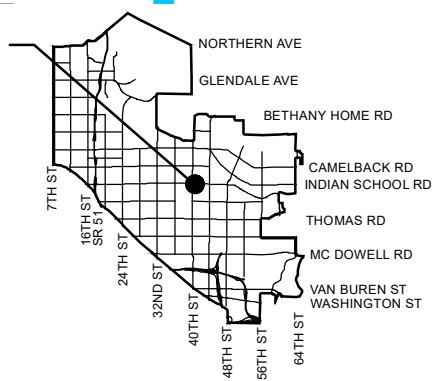 NORTHERN AVE
GLENDALE AVE
BETHANY HOME RD
CAMELBACK RD
INDIAN SCHOOL RD
THOMAS RD
MC DOWELL RD
VAN BUREN ST
WASHINGTON ST
7TH ST
16TH ST
SR 51
24TH ST
32ND ST
40TH ST
48TH ST
56TH ST
64TH ST